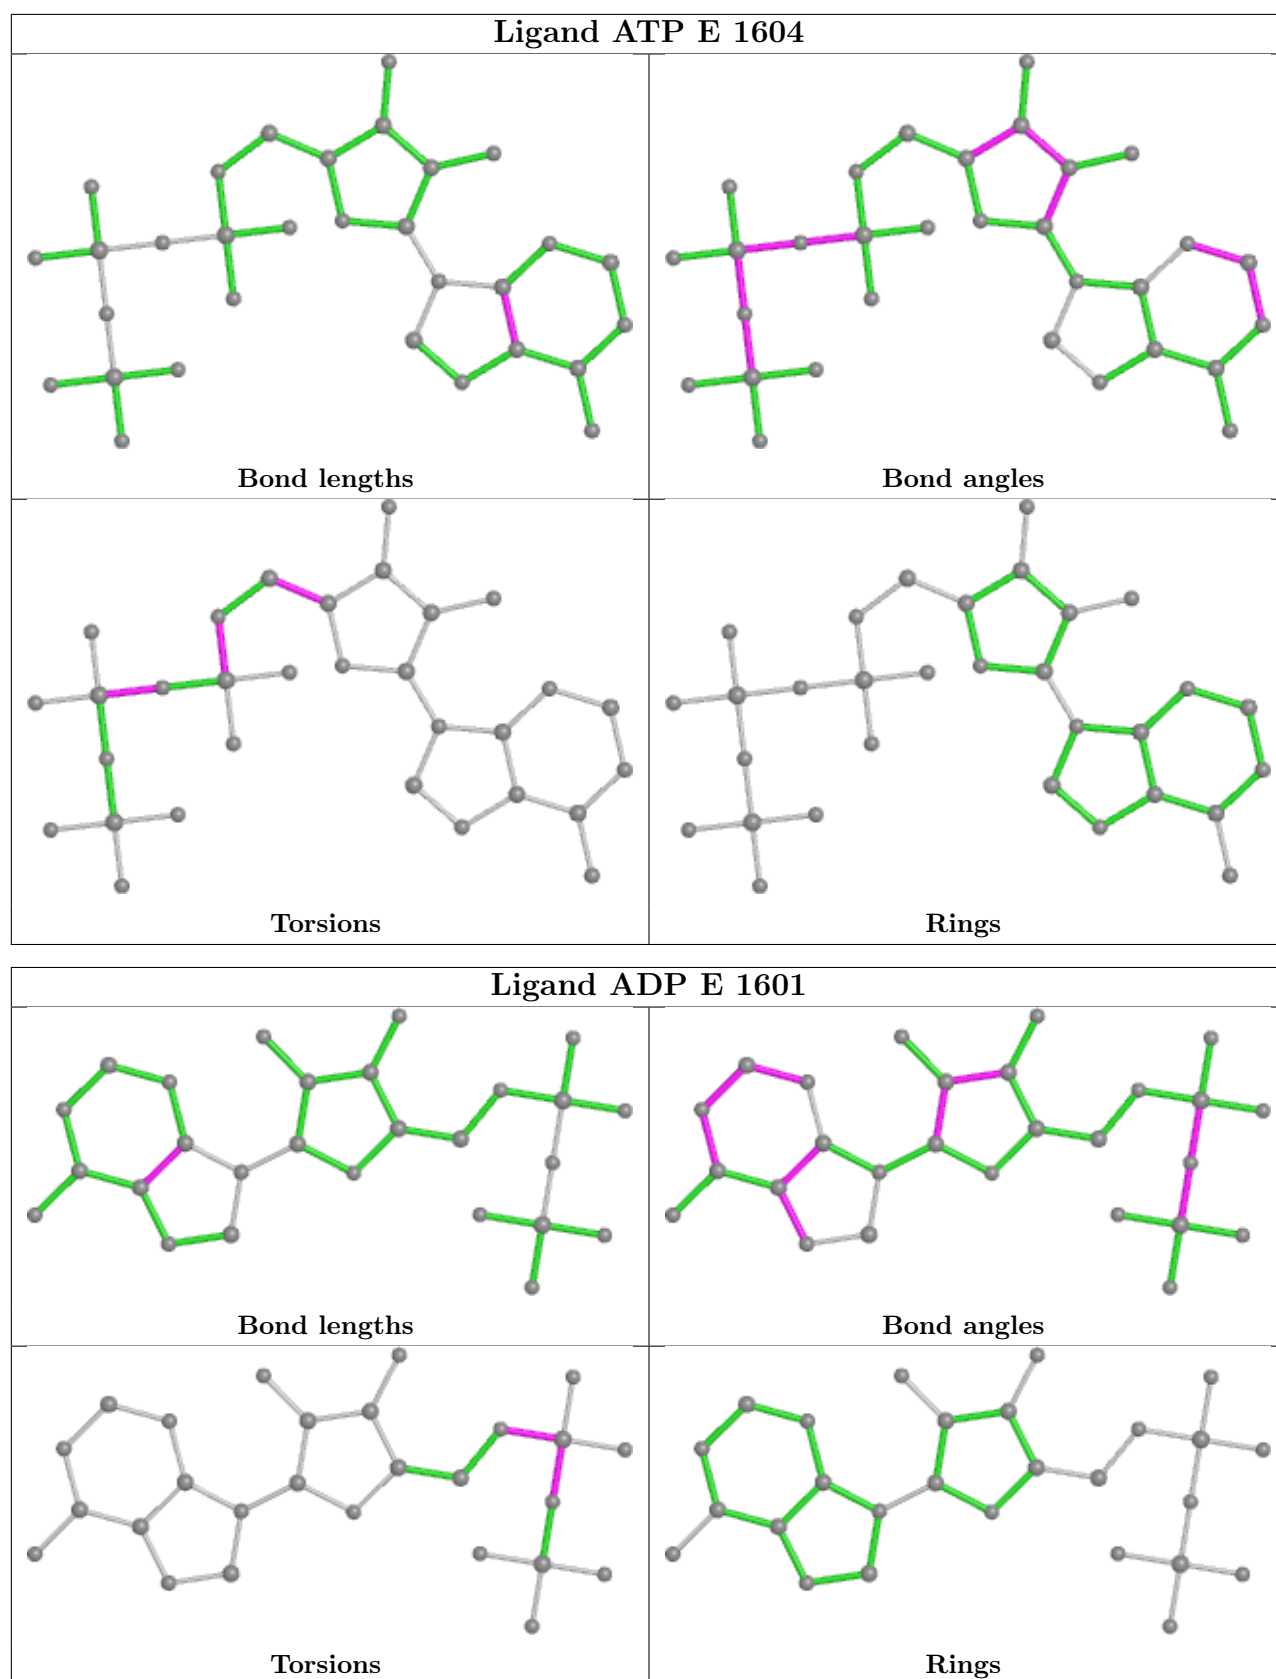 Ligand ATP E 1604
Bond lengths
Bond angles
Torsions
Rings
Ligand ADP E 1601
Bond lengths
Bond angles
Torsions
Rings